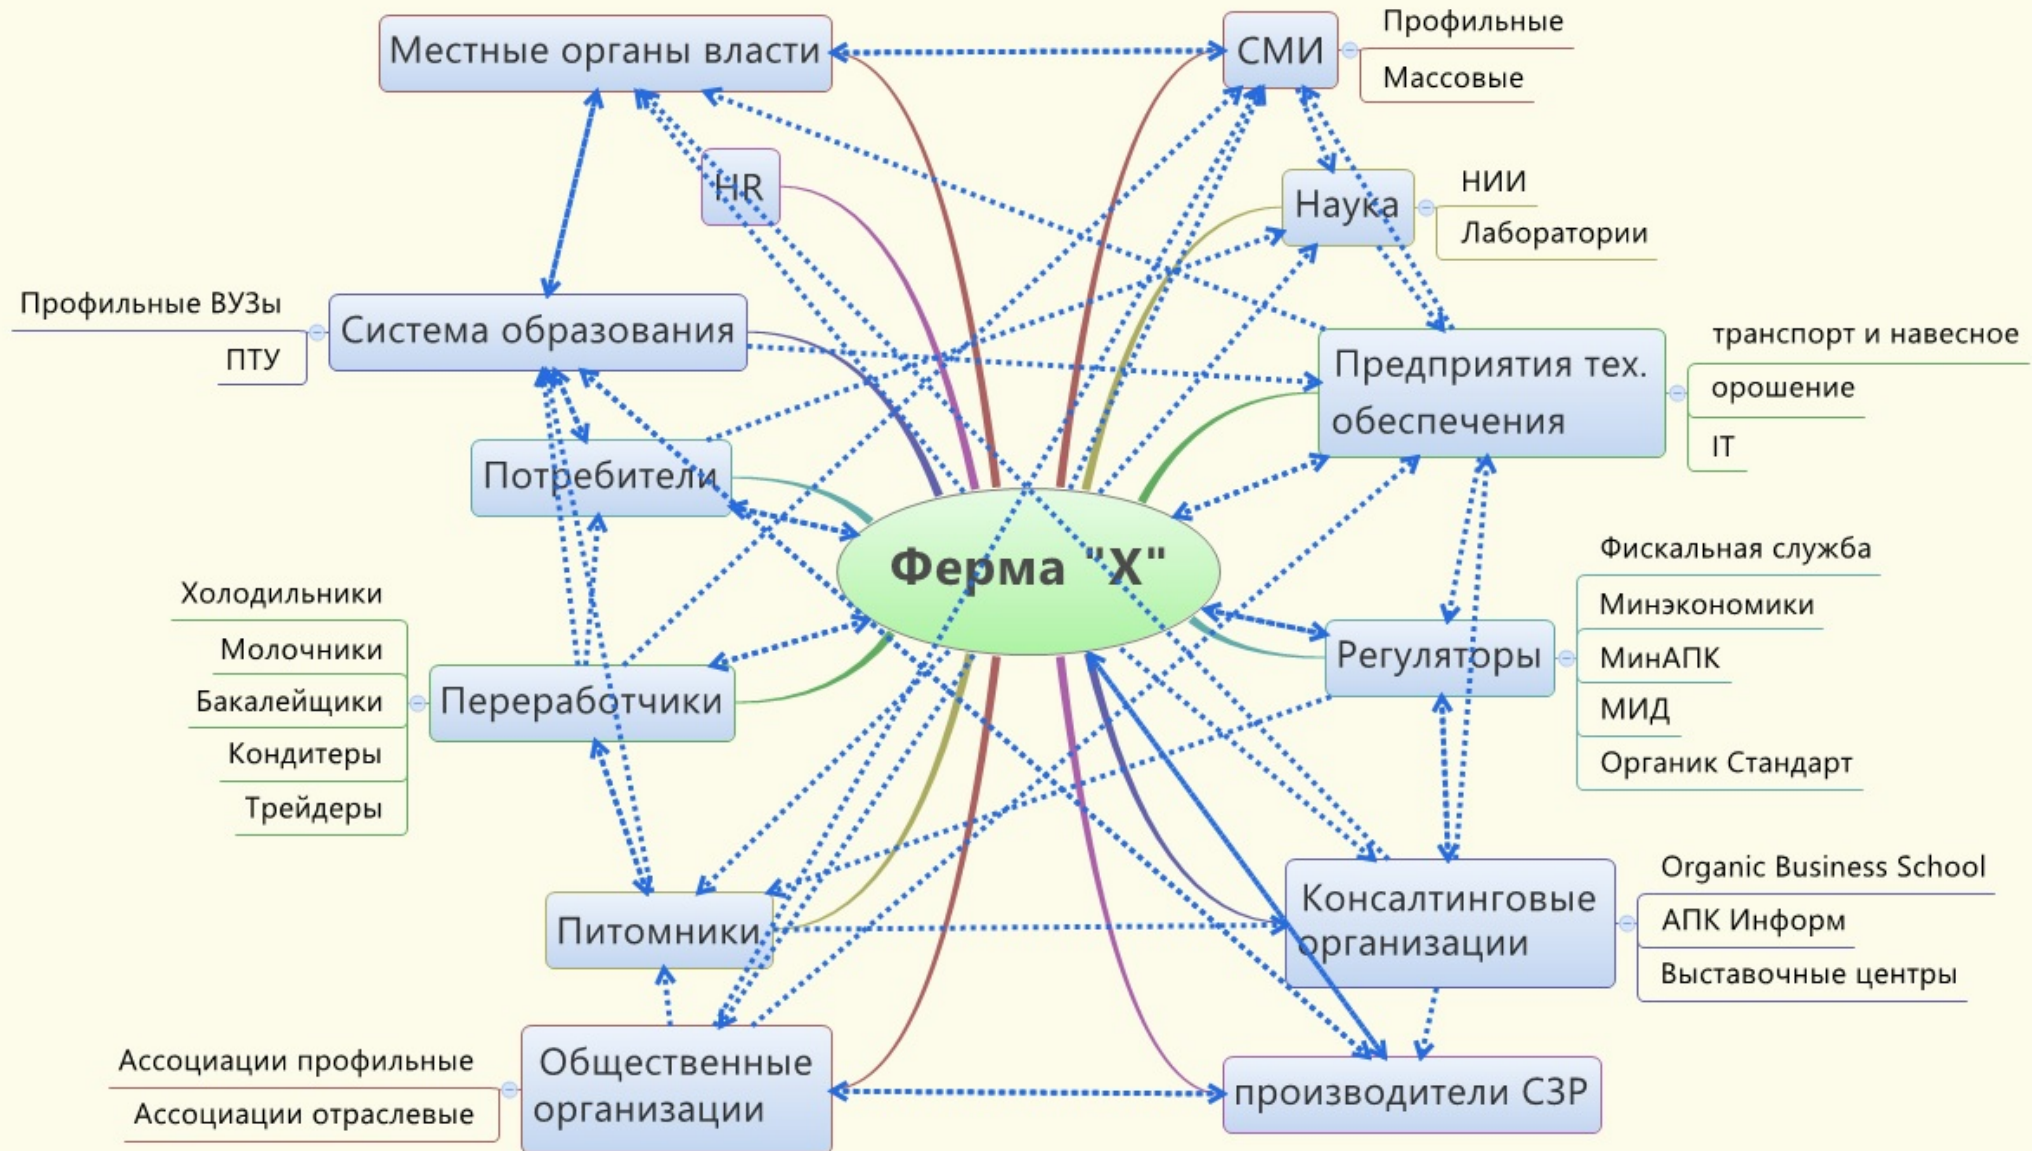 Местные органы власти
СМИ
Профильные
Массовые
HR
Наука
НИИ
Лаборатории
Профильные ВУЗы
ПТУ
Система образования
Предприятия тех.
обеспечения
транспорт и навесное
орошение
IT
Потребители
Ферма "Х"
Холодильники
Молочники
Бакалейщики
Кондитеры
Трейдеры
Переработчики
Регуляторы
Фискальная служба
Минэкономики
МинАПК
МИД
Органик Стандарт
Питомники
Консалтинговые
организации
Organic Business School
АПК Информ
Выставочные центры
Ассоциации профильные
Ассоциации отраслевые
Общественные
организации
производители СЗР